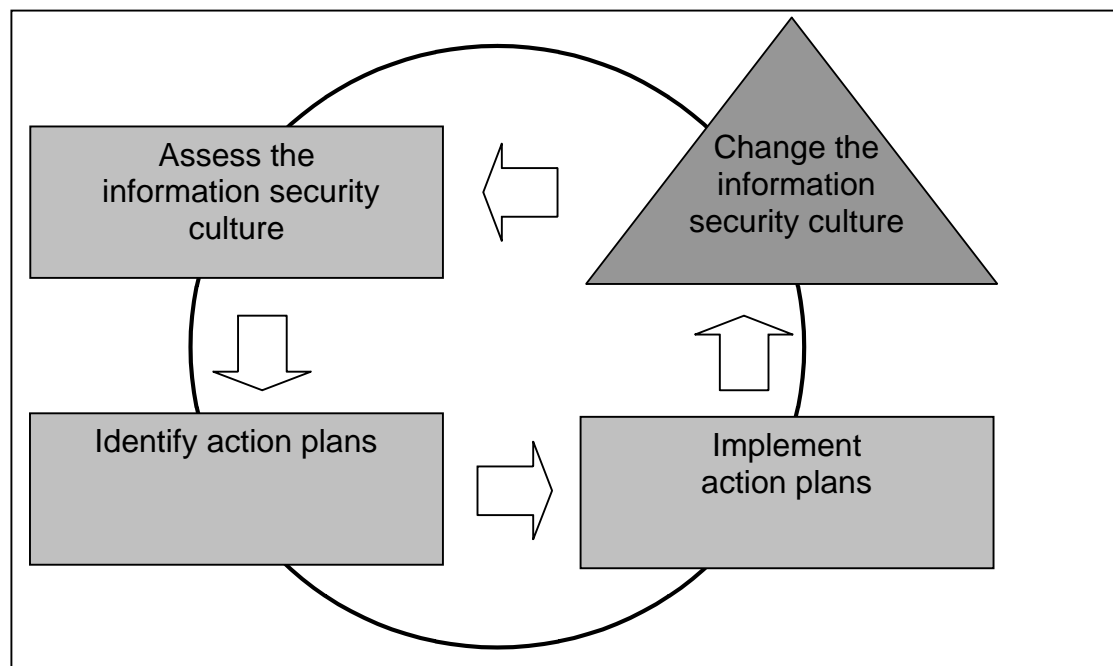 Assess the
information security
culture
Change the
information
security culture
Identify action plans
Implement
action plans